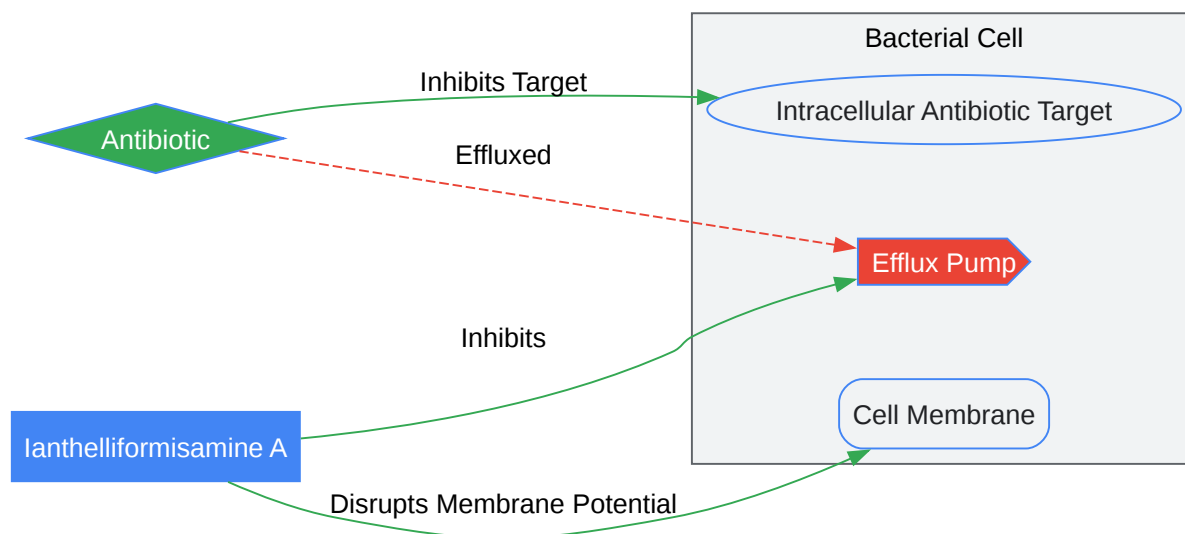 Bacterial Cell
Inhibits Target
Intracellular Antibiotic Target
Antibiotic
Effluxed
Efflux Pump
Inhibits
Cell Membrane
Ianthelliformisamine A
Disrupts Membrane Potential